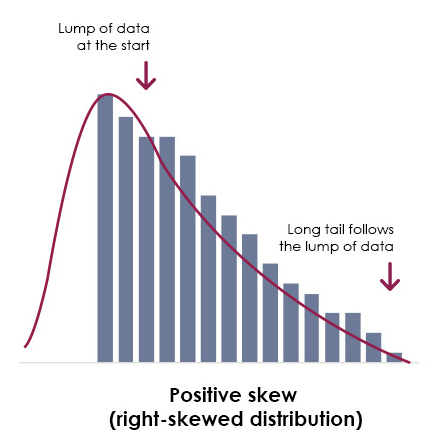 Lump of data
at the start
Long tail follows
the lump of data
Positive skew
(right-skewed distribution)